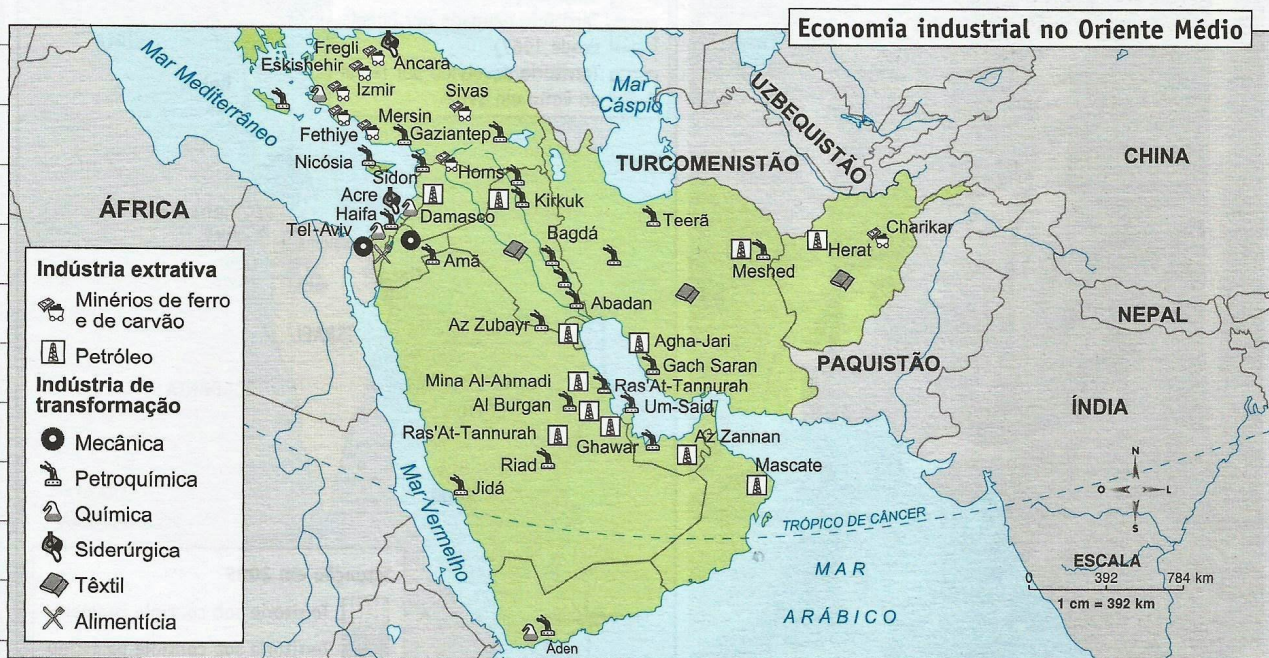 Economia industrial no Oriente Médio
Mar Mediterrâneo
Mar
Cáspio
Fregli
Ancara
Eskishehir
Izmir
Sivas
Mersin
Fethiye
Gaziantep
Nicósia
Sidon
Homs
Acre
Haifa
Damasco
Kirkuk
Tel-Aviv
Amã
Bagdá
Teerã
Meshed
Herat
Charikar
Abadan
Az Zubayr
Agha-Jari
Gach Saran
Mina Al-Ahmadi
Ras'At-Tannurah
Al Burgan
Um-Said
Ras'At-Tannurah
Ghawar
Az Zannan
Riad
Mascate
Jidá
Aden
UZBEQUISTÃO
TURCOMENISTÃO
CHINA
ÁFRICA
NEPAL
PAQUISTÃO
ÍNDIA
Mar Vermelho
TRÓPICO DE CÂNCER
MAR
ARÁBICO
N
O
L
S
ESCALA
0 392 784 km
1 cm = 392 km
Indústria extrativa
Minérios de ferro
e de carvão
Petróleo
Indústria de
transformação
Mecânica
Petroquímica
Química
Siderúrgica
Têxtil
Alimentícia